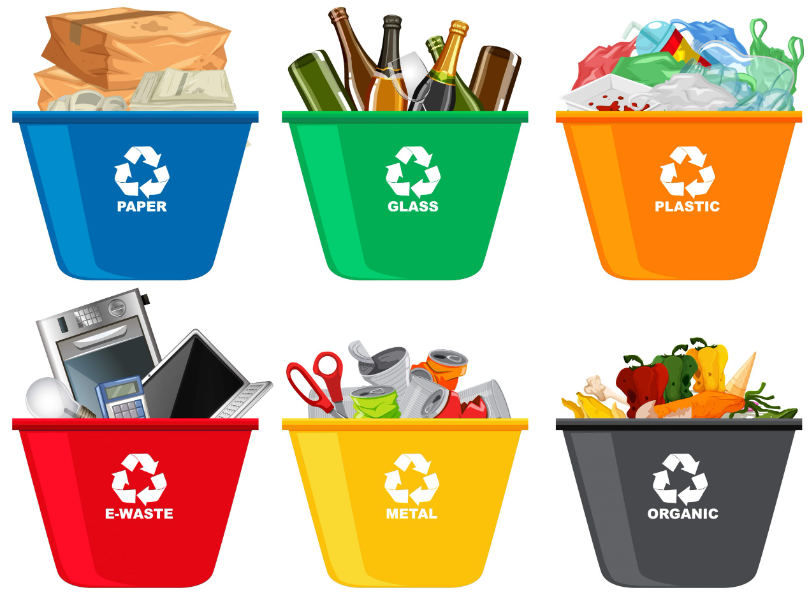 PAPER
GLASS
PLASTIC
E-WASTE
METAL
ORGANIC